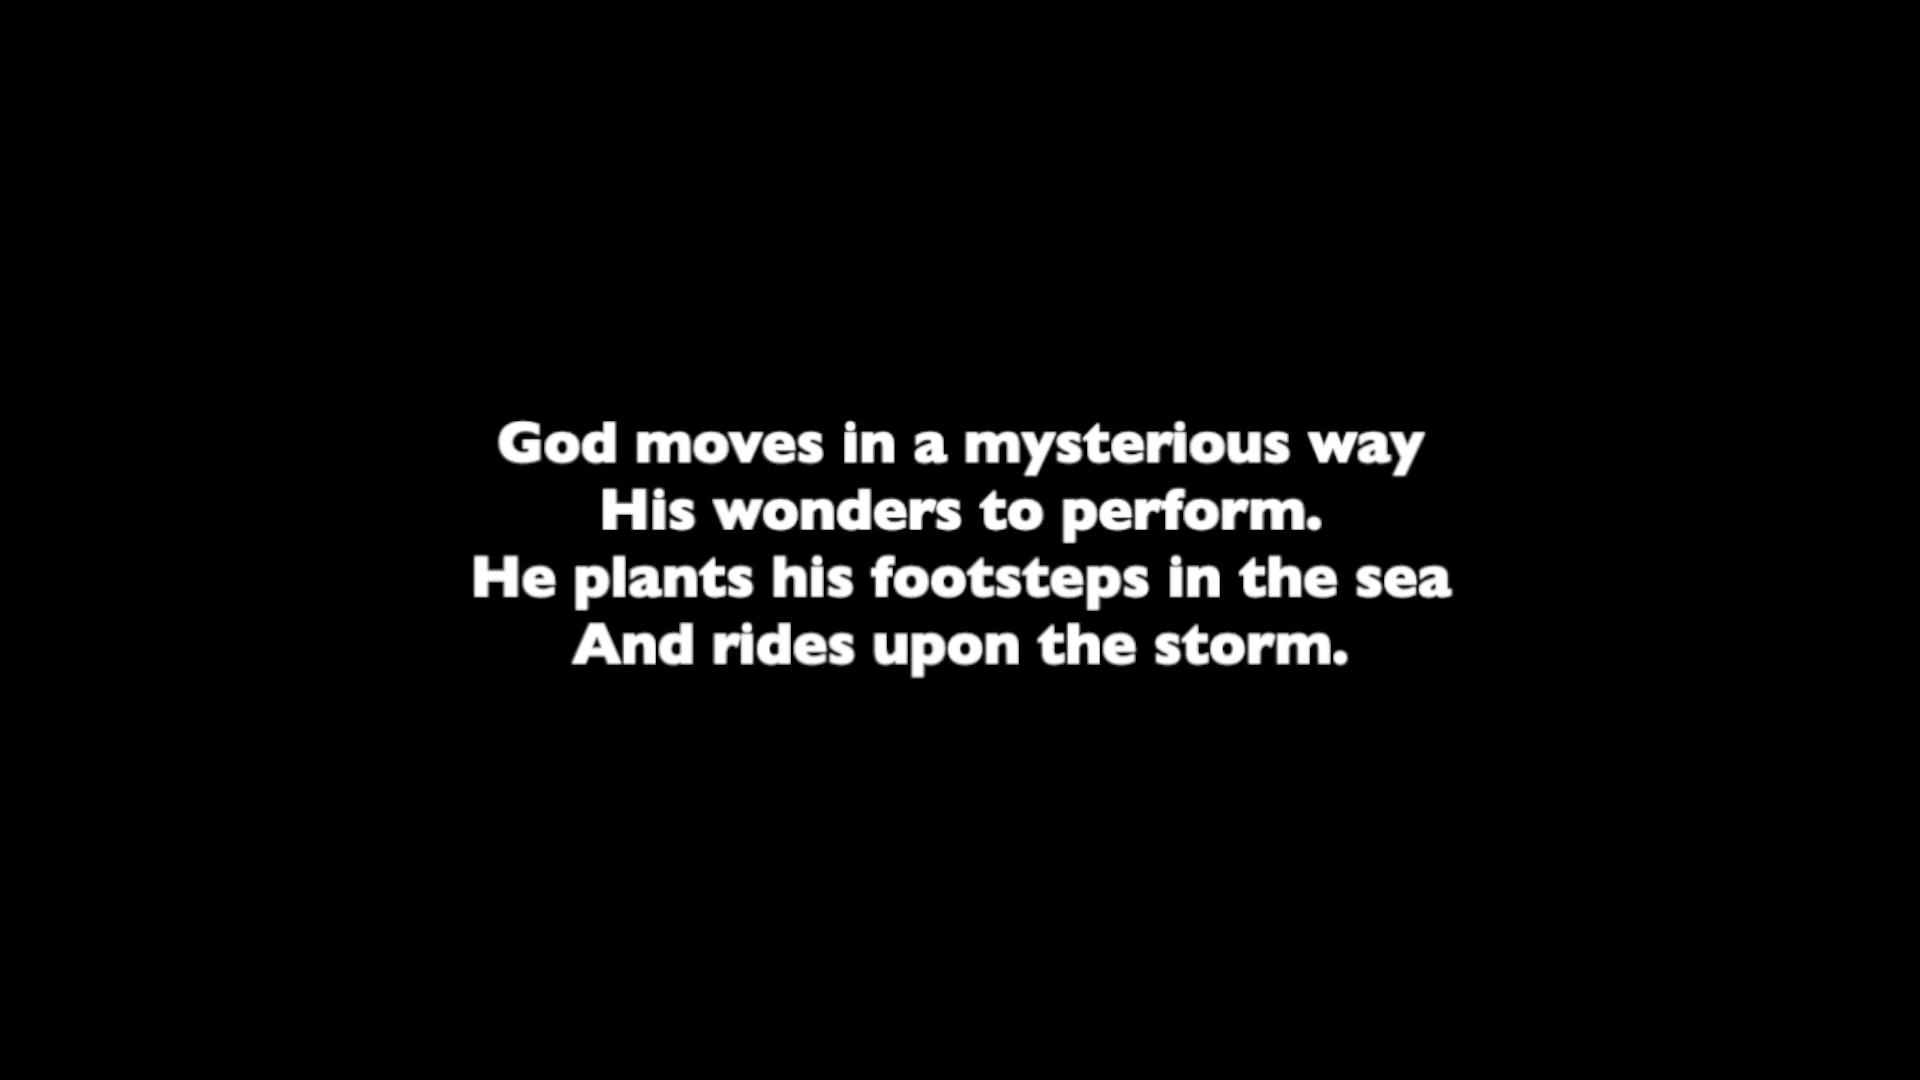 God moves in a mysterious way
His wonders to perform.
He plants his footsteps in the sea
And rides upon the storm.